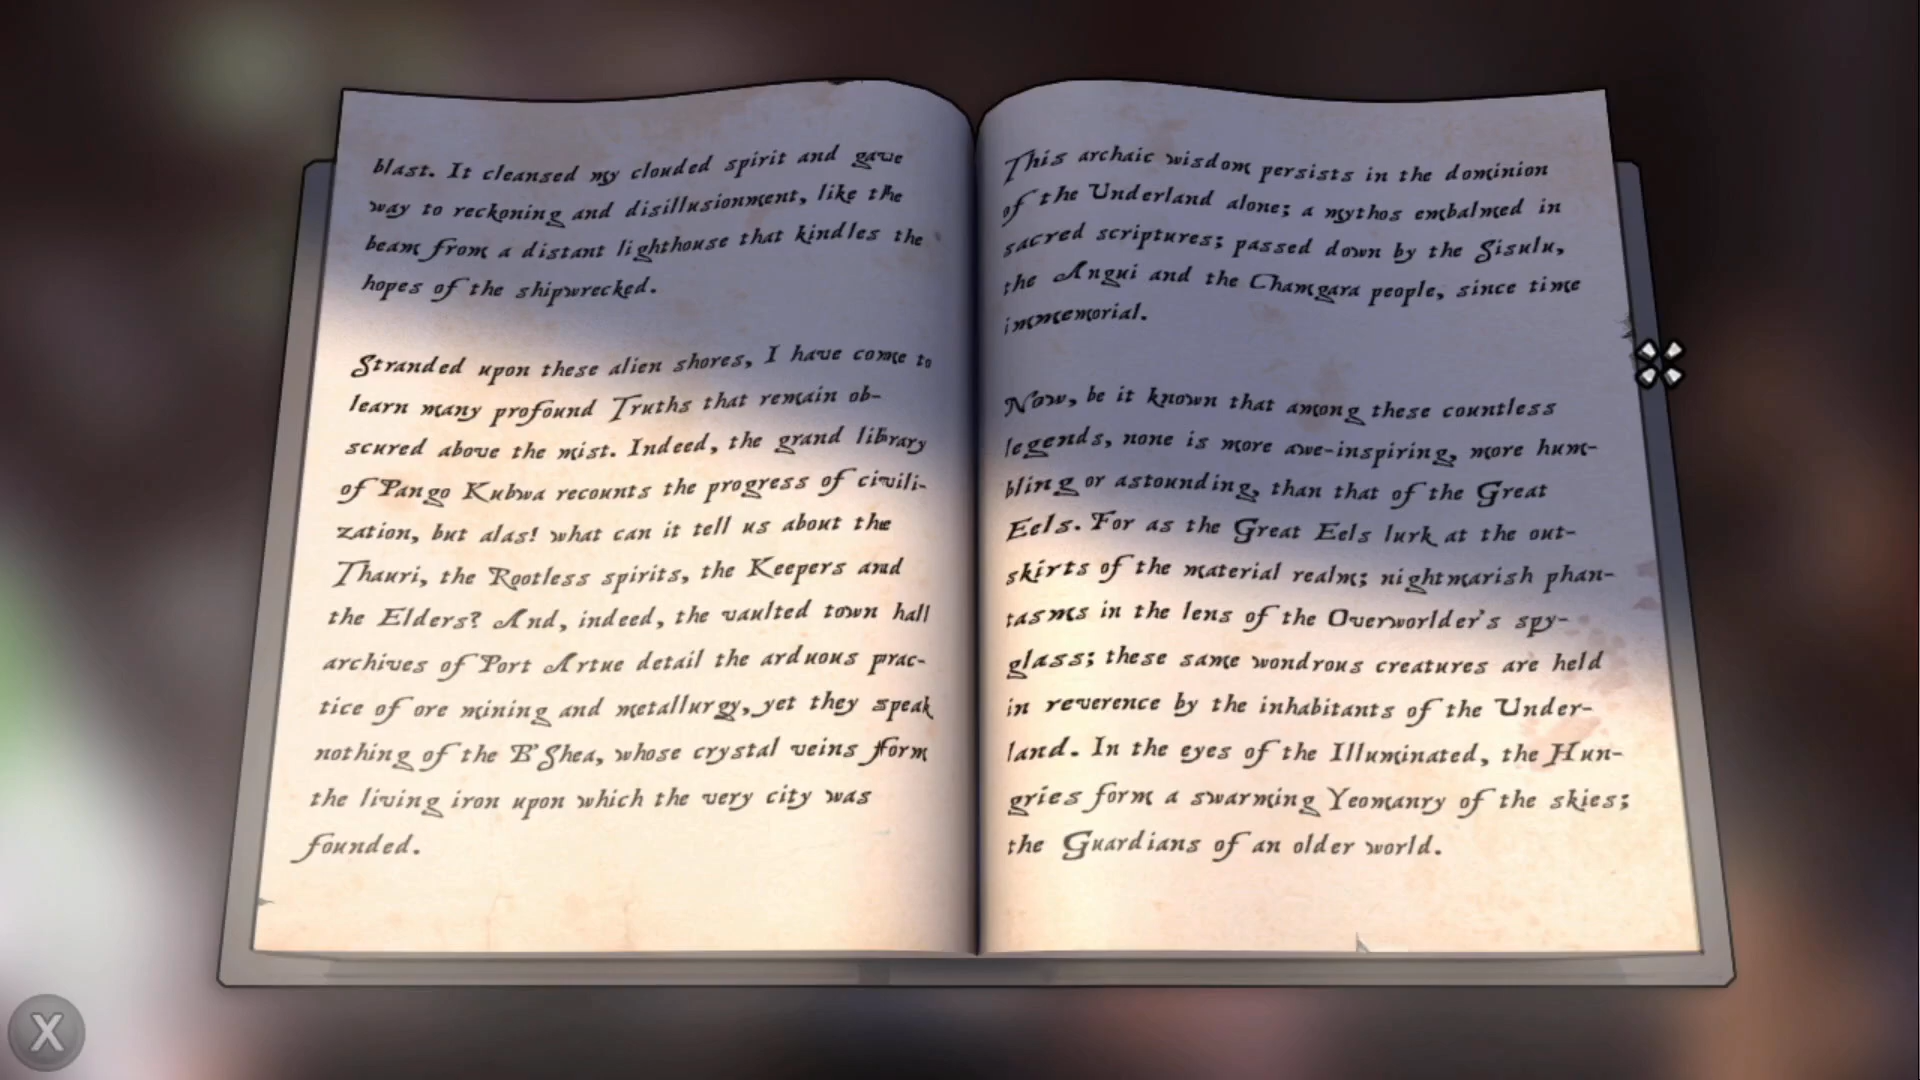 blast. It cleansed my clouded spirit and gave
way to reckoning and disillusionment, like the
beam from a distant lighthouse that kindles the
hopes of the shipwrecked.
Stranded upon these alien shores, I have come to
learn many profound Truths that remain ob-
scured above the mist. Indeed, the grand library
of Pango Kubwa recounts the progress of civili-
zation, but alas! what can it tell us about the
Thauri, the Rootless spirits, the Keepers and
the Elders? And, indeed, the vaulted town hall
archives of Port Artue detail the arduous prac-
tice of ore mining and metallurgy, yet they speak
nothing of the B'Shea, whose crystal veins form
the living iron upon which the very city was
founded.
This archaic wisdom persists in the dominion
of the Underland alone; a mythos embalmed in
sacred scriptures; passed down by the Sisulu,
the Angui and the Chamgara people, since time
immemorial.
Now, be it known that among these countless
legends, none is more awe-inspiring, more hum-
bling or astounding, than that of the Great
Eels. For as the Great Eels lurk at the out-
skirts of the material realm; nightmarish phan-
tasms in the lens of the Overworlder's spy-
glass; these same wondrous creatures are held
in reverence by the inhabitants of the Under-
land. In the eyes of the Illuminated, the Hun-
gries form a swarming Yeomanry of the skies;
the Guardians of an older world.
X